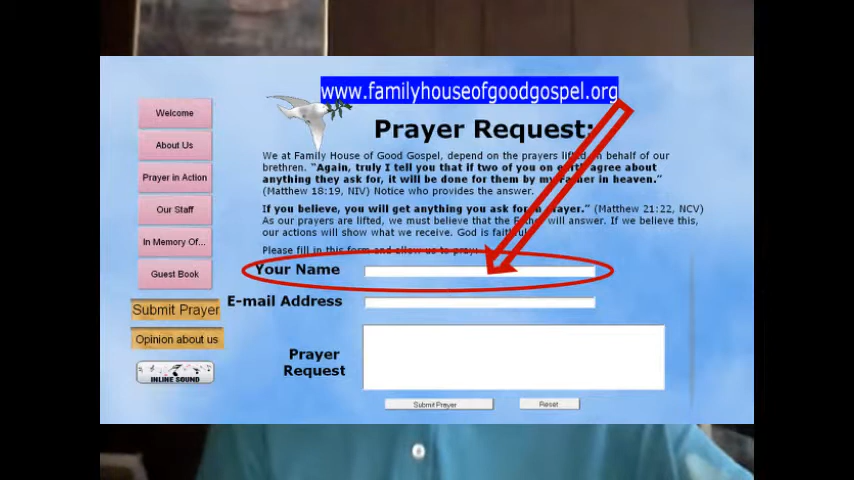 www.familyhouseofgoodgospel.org
Prayer Request:
We at Family House of Good Gospel, depend on the prayers lifted on behalf of our
brethren. "Again, truly I tell you that if two of you on earth agree about
anything they ask for, it will be done for them by my Father in heaven."
(Matthew 18:19, NIV) Notice who provides the answer.
If you believe, you will get anything you ask for in prayer." (Matthew 21:22, NCV)
As our prayers are lifted, we must believe that the Father will answer. If we believe this,
our actions will show what we receive. God is faithful.
Please fill in this form and allow us to pray:
Welcome
About Us
Prayer in Action
Our Staff
In Memory Of...
Guest Book
Submit Prayer
Opinion about us
INLINE SOUND
Your Name
E-mail Address
Prayer
Request
Submit Prayer
Reset